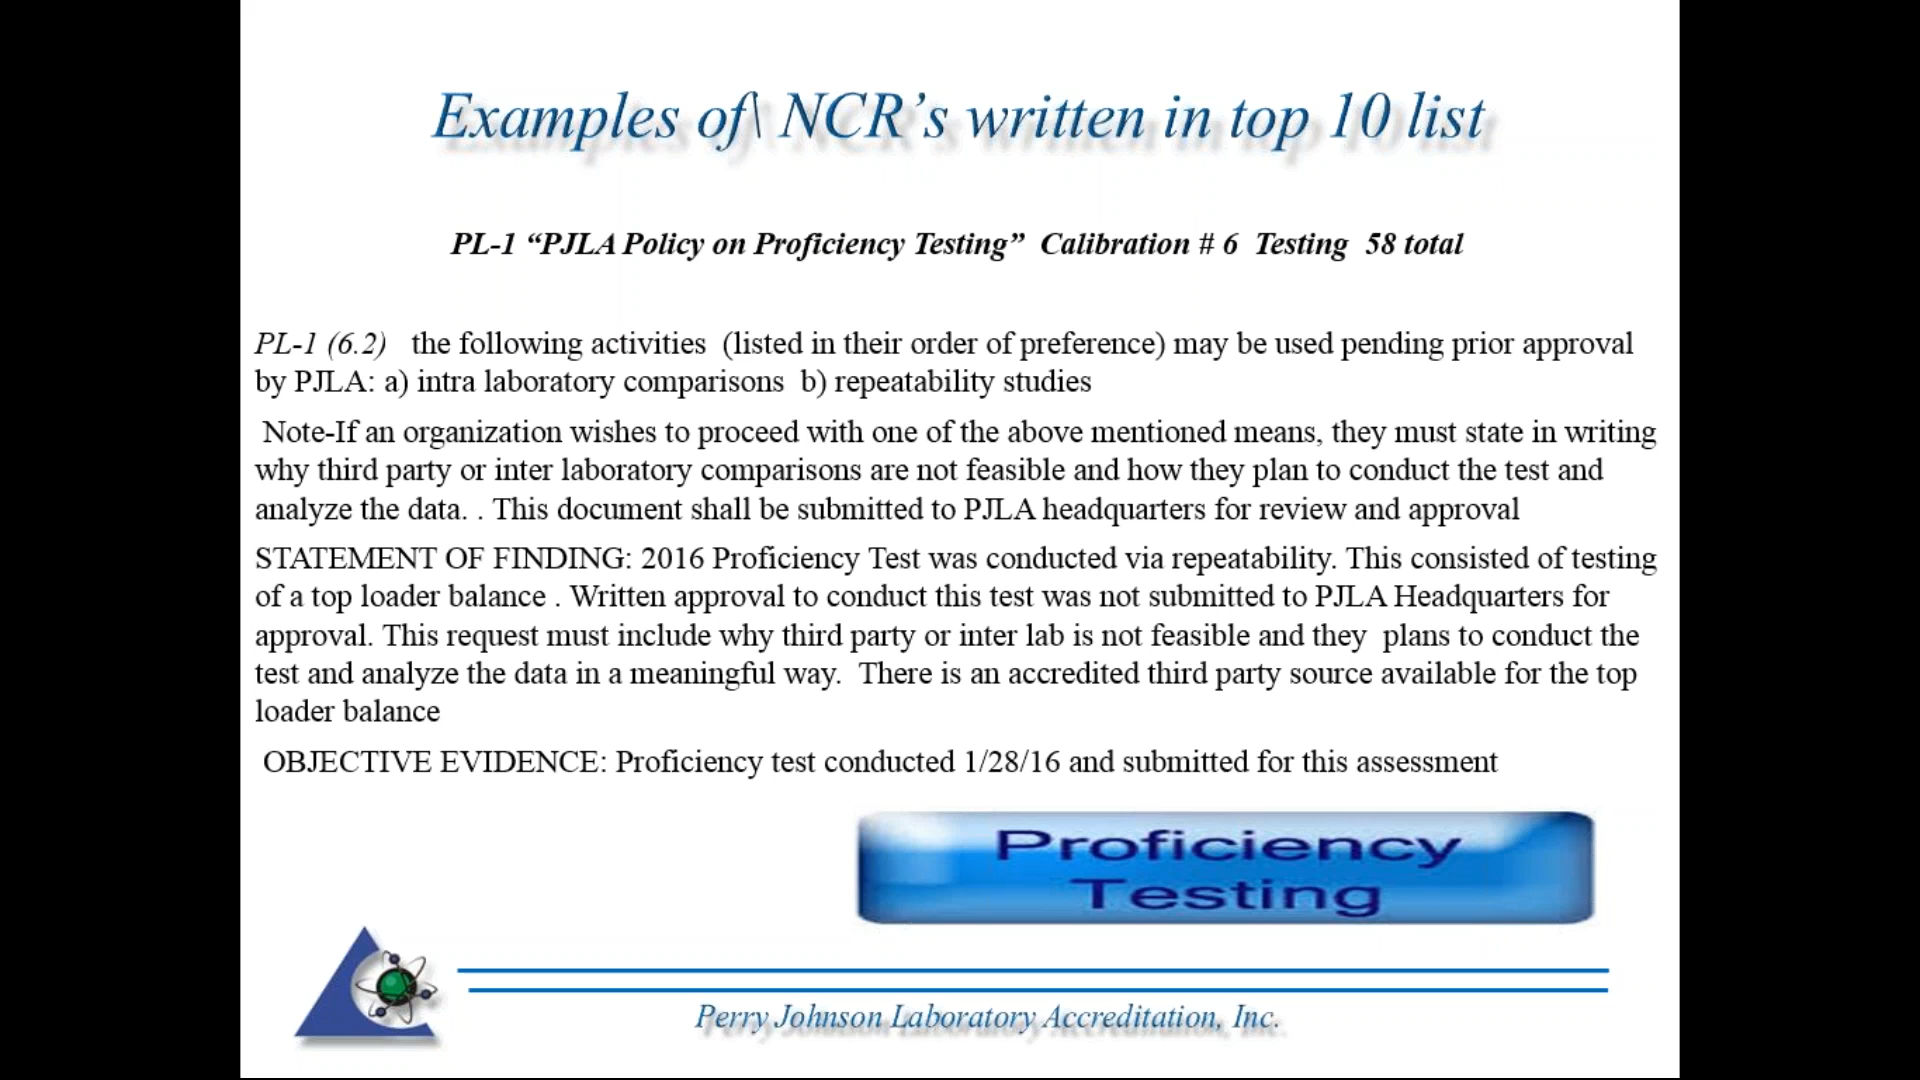 Examples of\ NCR’s written in top 10 list
PL-1 “PJLA Policy on Proficiency Testing”  Calibration # 6  Testing  58 total
PL-1 (6.2)   the following activities  (listed in their order of preference) may be used pending prior approval
by PJLA: a) intra laboratory comparisons  b) repeatability studies
Note-If an organization wishes to proceed with one of the above mentioned means, they must state in writing
why third party or inter laboratory comparisons are not feasible and how they plan to conduct the test and
analyze the data. . This document shall be submitted to PJLA headquarters for review and approval
STATEMENT OF FINDING: 2016 Proficiency Test was conducted via repeatability. This consisted of testing
of a top loader balance . Written approval to conduct this test was not submitted to PJLA Headquarters for
approval. This request must include why third party or inter lab is not feasible and they  plans to conduct the
test and analyze the data in a meaningful way.  There is an accredited third party source available for the top
loader balance
OBJECTIVE EVIDENCE: Proficiency test conducted 1/28/16 and submitted for this assessment
Proficiency
Testing
Perry Johnson Laboratory Accreditation, Inc.